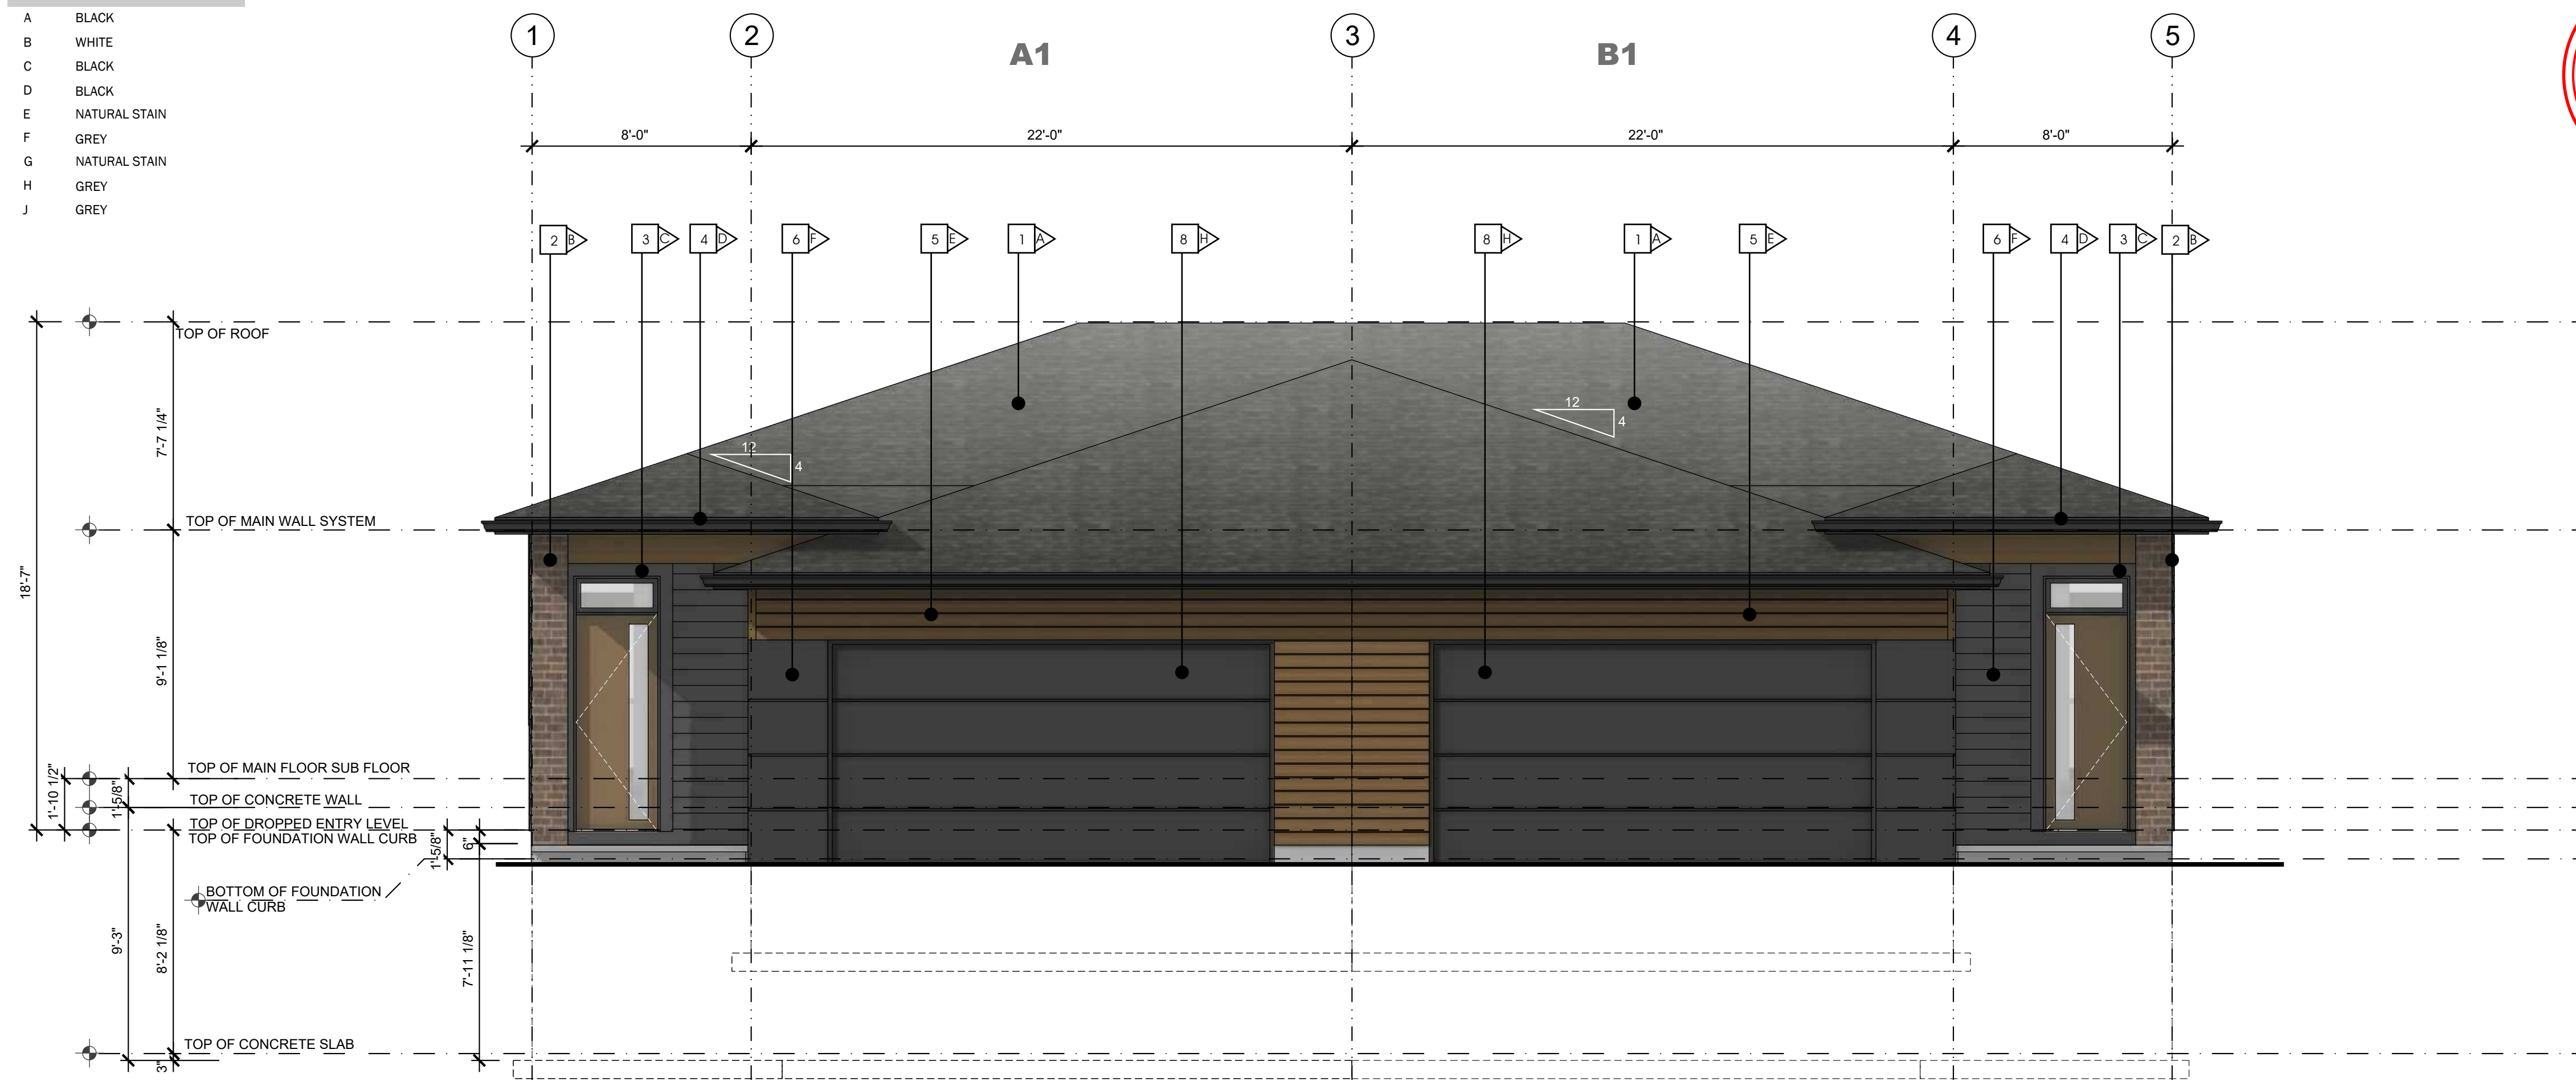 A BLACK
B WHITE
C BLACK
D BLACK
E NATURAL STAIN
F GREY
G NATURAL STAIN
H GREY
J GREY
1 2 3 4 5
A1 B1
8'-0" 22'-0" 22'-0" 8'-0"
2 B 3 C 4 D 6 F 5 E 1 A 8 H 8 H 1 A 5 E 6 F 4 D 3 C 2 B
TOP OF ROOF
7'-7 1/4"
12
4
12
4
TOP OF MAIN WALL SYSTEM
18'-7"
9'-1 1/8"
TOP OF MAIN FLOOR SUB FLOOR
1'-10 1/2"
1'-5/8"
TOP OF CONCRETE WALL
TOP OF DROPPED ENTRY LEVEL
TOP OF FOUNDATION WALL CURB
1'-5/8"
6"
BOTTOM OF FOUNDATION
WALL CURB
9'-3"
8'-2 1/8"
7'-11 1/8"
TOP OF CONCRETE SLAB
3"